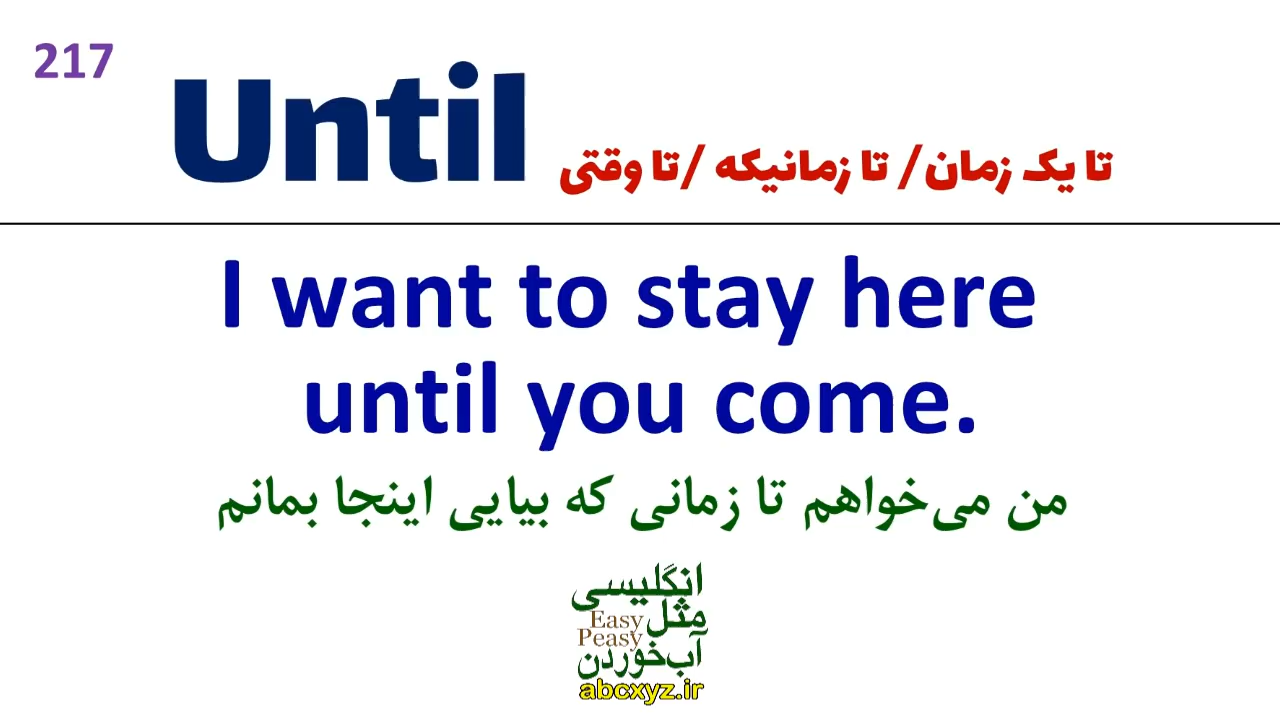 217
Until تا یک زمان/ تا زمانیکه /تا وقتی
I want to stay here
until you come.
من می‌خواهم تا زمانی که بیایی اینجا بمانم
انگلیسی
مثل Easy
Peasy
آب‌خوردن
abcxyz.ir